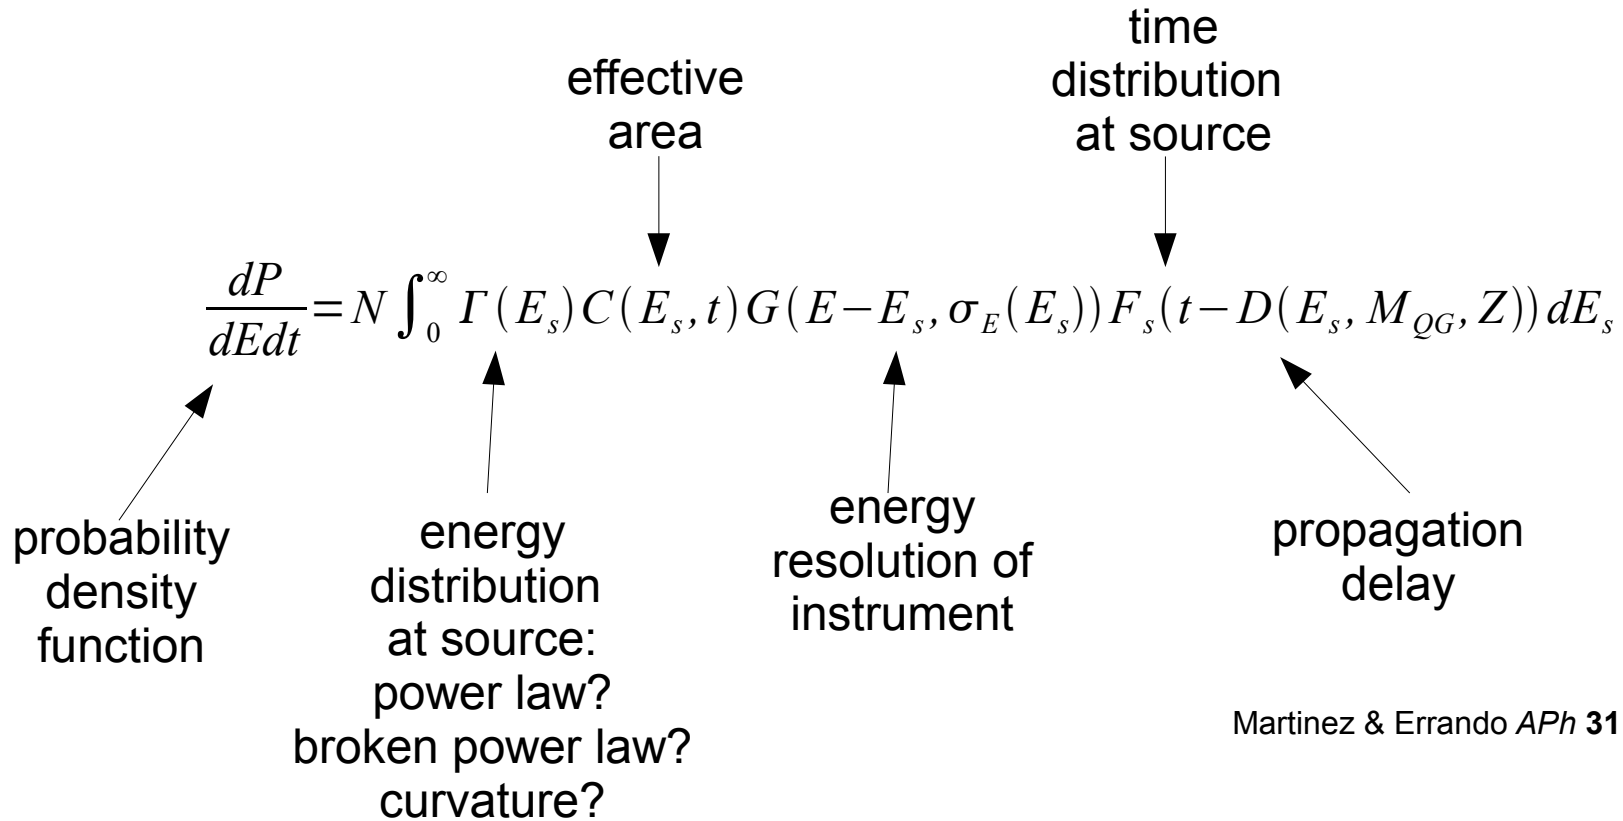 effective
area
time
distribution
at source
dP/dEdt = N ∫₀^∞ Γ(E_s) C(E_s, t) G(E − E_s, σ_E(E_s)) F_s(t − D(E_s, M_QG, Z)) dE_s
probability
density
function
energy
distribution
at source:
power law?
broken power law?
curvature?
energy
resolution of
instrument
propagation
delay
Martinez & Errando APh 31